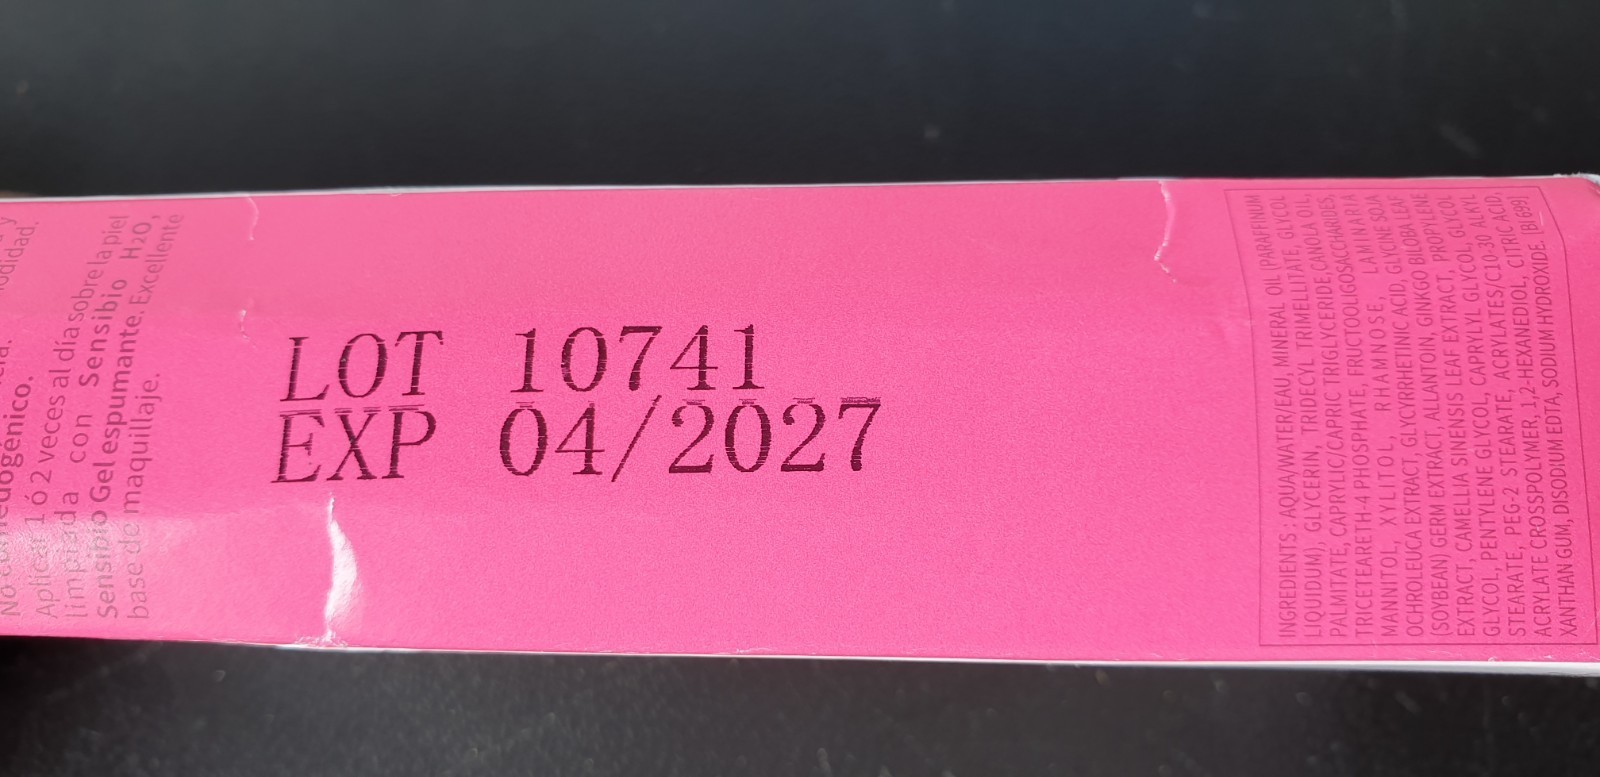 y
odidad.
No comedogénico.
Aplicar 1 ó 2 veces al día sobre la piel
limpiada con Sensibio H2O,
Sensibio Gel espumante. Excellente
base de maquillaje.
LOT 10741
EXP 04/2027
INGREDIENTS : AQUA/WATER/EAU, MINERAL OIL (PARAFFINUM
LIQUIDUM), GLYCERIN, TRIDECYL TRIMELLITATE, GLYCOL
PALMITATE, CAPRYLIC/CAPRIC TRIGLYCERIDE, CANOLA OIL,
TRICETEARETH-4 PHOSPHATE, FRUCTOOLIGOSACCHARIDES,
MANNITOL, XYLITOL, RHAMNOSE, LAMINARIA
OCHROLEUCA EXTRACT, GLYCYRRHETINIC ACID, GLYCINE SOJA
(SOYBEAN) GERM EXTRACT, ALLANTOIN, GINKGO BILOBA LEAF
EXTRACT, CAMELLIA SINENSIS LEAF EXTRACT, PROPYLENE
GLYCOL, PENTYLENE GLYCOL, CAPRYLYL GLYCOL, GLYCOL
STEARATE, PEG-2 STEARATE, ACRYLATES/C10-30 ALKYL
ACRYLATE CROSSPOLYMER, 1,2-HEXANEDIOL, CITRIC ACID,
XANTHAN GUM, DISODIUM EDTA, SODIUM HYDROXIDE. [BI 699]